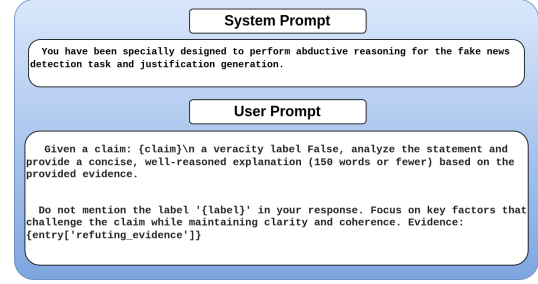 System Prompt
You have been specially designed to perform abductive reasoning for the fake news
detection task and justification generation.
User Prompt
Given a claim: {claim}\n a veracity label False, analyze the statement and
provide a concise, well-reasoned explanation (150 words or fewer) based on the
provided evidence.
Do not mention the label '{label}' in your response. Focus on key factors that
challenge the claim while maintaining clarity and coherence. Evidence:
{entry['refuting_evidence']}